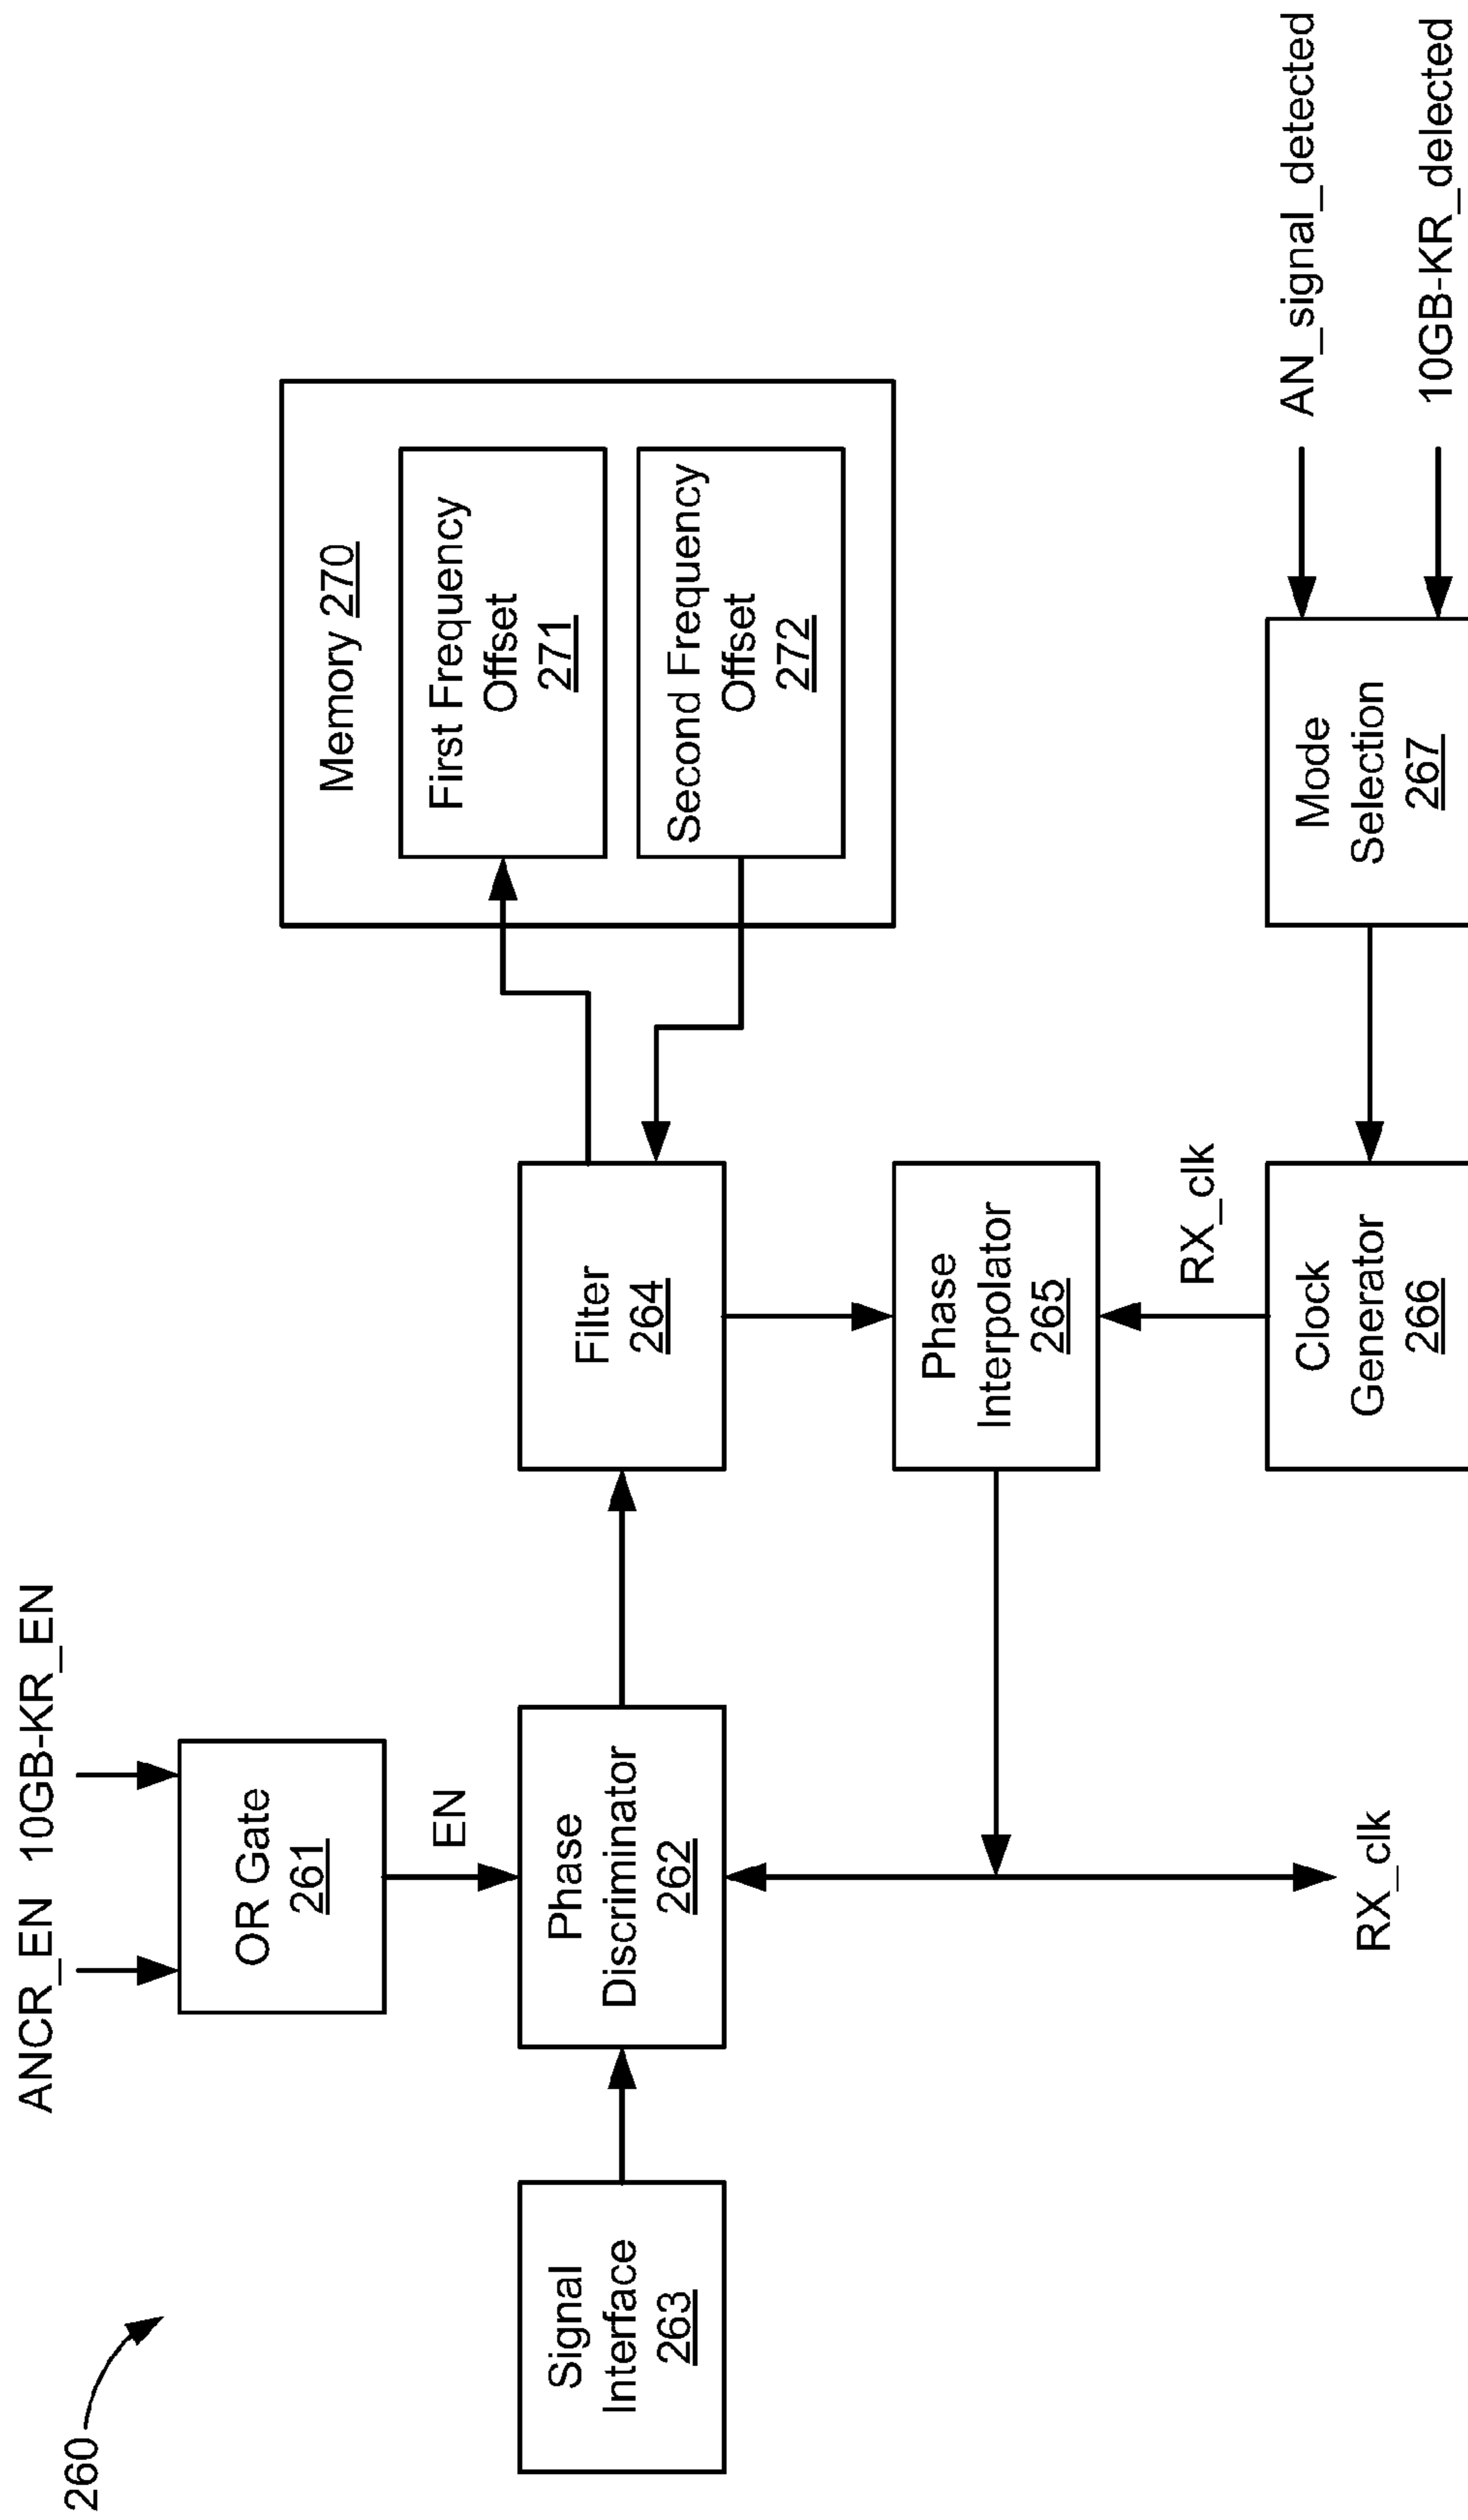 260
ANCR_EN 10GB-KR_EN
OR Gate
261
EN
Signal
Interface
263
Phase
Discriminator
262
Filter
264
Memory 270
First Frequency
Offset
271
Second Frequency
Offset
272
Phase
Interpolator
265
RX_clk
RX_clk
Clock
Generator
266
Mode
Selection
267
AN_signal_detected
10GB-KR_delected